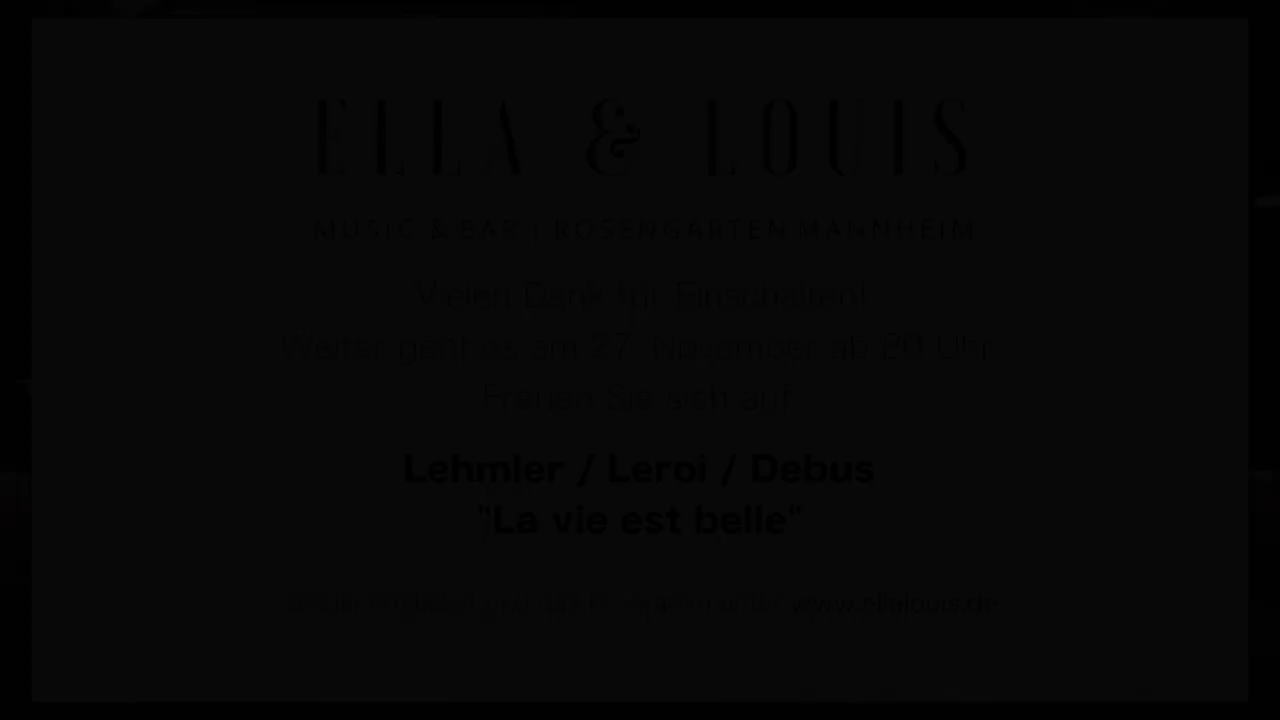 ELLA & LOUIS
MUSIC & BAR | ROSENGARTEN MANNHEIM
Vielen Dank für Einschalten!
Weiter geht es am 27. November ab 20 Uhr
Freuen Sie sich auf
Lehmler / Leroi / Debus
"La vie est belle"
www.ellalouis.de